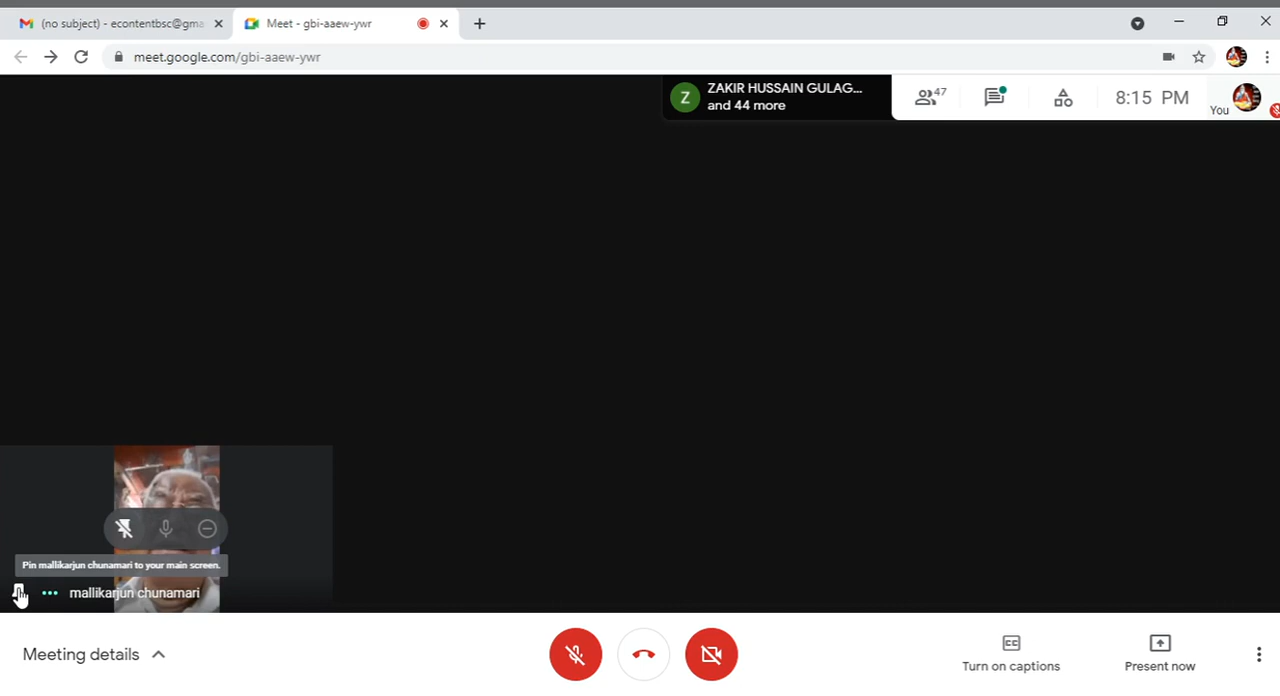 (no subject) - econtentbsc@gma
Meet - gbi-aaew-ywr
meet.google.com/gbi-aaew-ywr
Z
ZAKIR HUSSAIN GULAG...
and 44 more
47
8:15 PM
You
Pin mallikarjun chunamari to your main screen.
mallikarjun chunamari
Meeting details
CC
Turn on captions
Present now